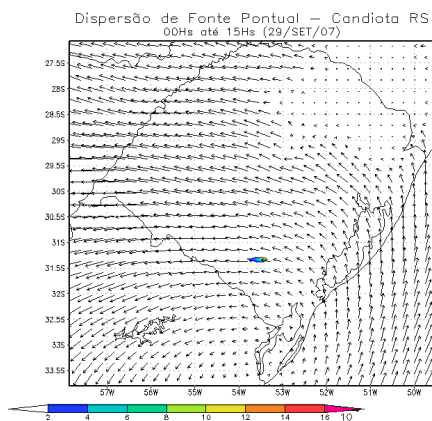 Dispersão de Fonte Pontual – Candiota RS
00Hs até 15Hs (29/SET/07)
27.5S
28S
28.5S
29S
29.5S
30S
30.5S
31S
31.5S
32S
32.5S
33S
33.5S
57W 56W 55W 54W 53W 52W 51W 50W
2 4 6 8 10 12 14 16
10